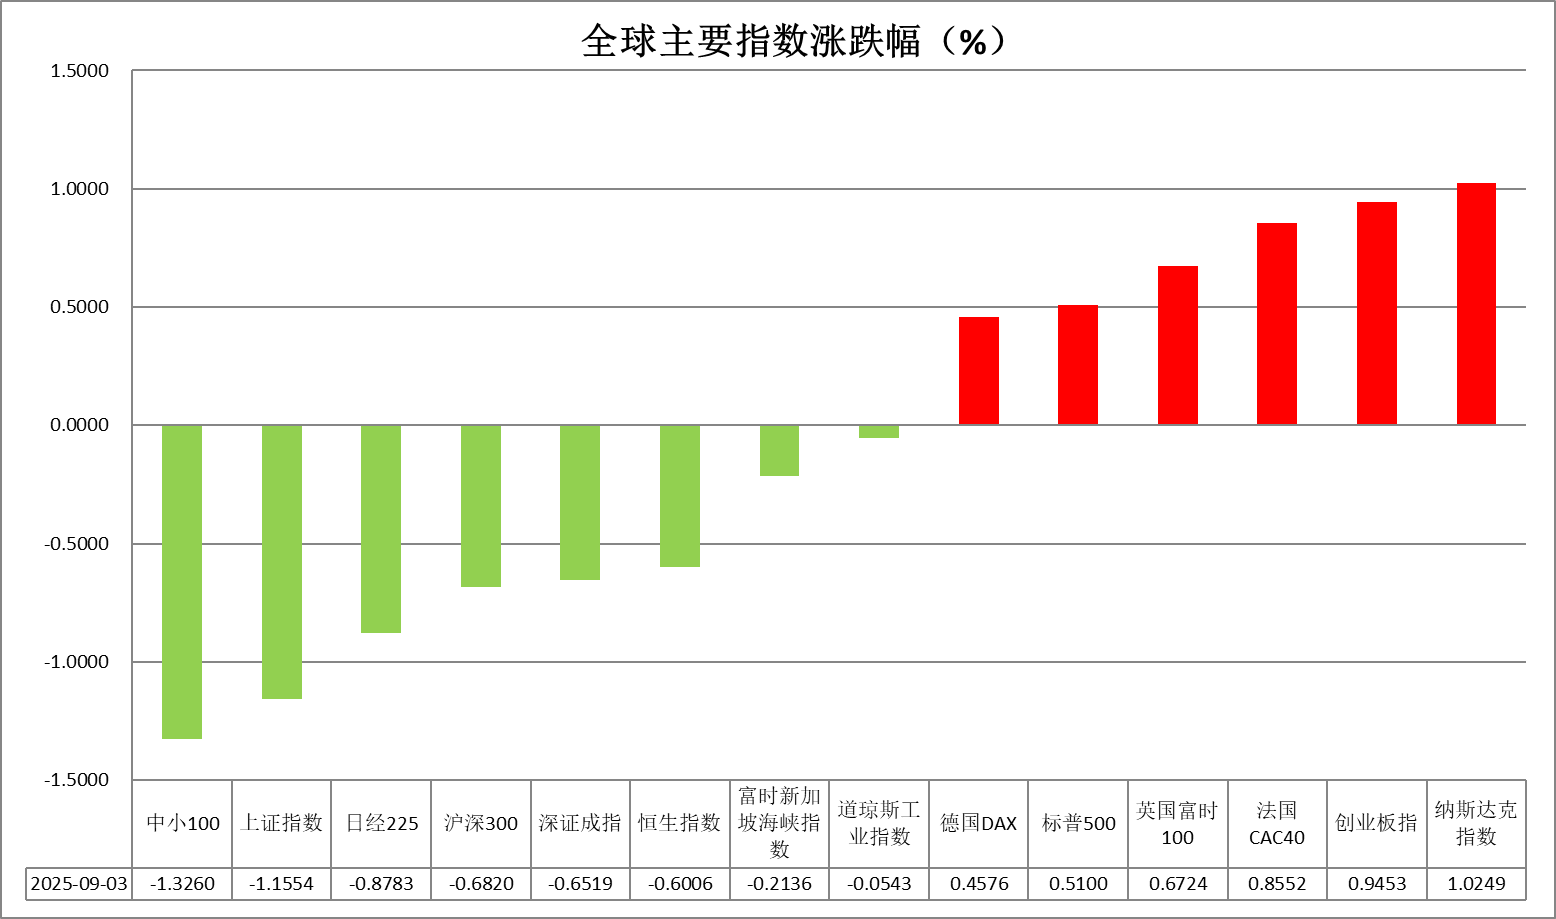 全球主要指数涨跌幅（%）
1.5000
1.0000
0.5000
0.0000
-0.5000
-1.0000
-1.5000
中小100
上证指数
日经225
沪深300
深证成指
恒生指数
富时新加
坡海峡指
数
道琼斯工
业指数
德国DAX
标普500
英国富时
100
法国
CAC40
创业板指
纳斯达克
指数
2025-09-03 -1.3260 -1.1554 -0.8783 -0.6820 -0.6519 -0.6006 -0.2136 -0.0543 0.4576 0.5100 0.6724 0.8552 0.9453 1.0249